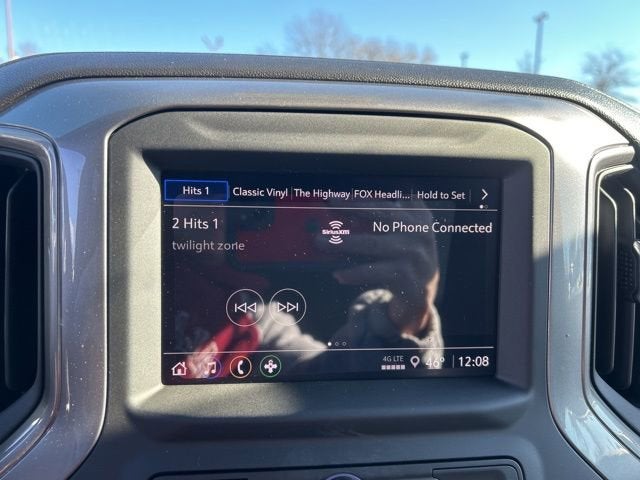 Hits 1 Classic Vinyl The Highway FOX Headli... Hold to Set
2 Hits 1 SiriusXM No Phone Connected
twilight zone
4G LTE 46° 12:08